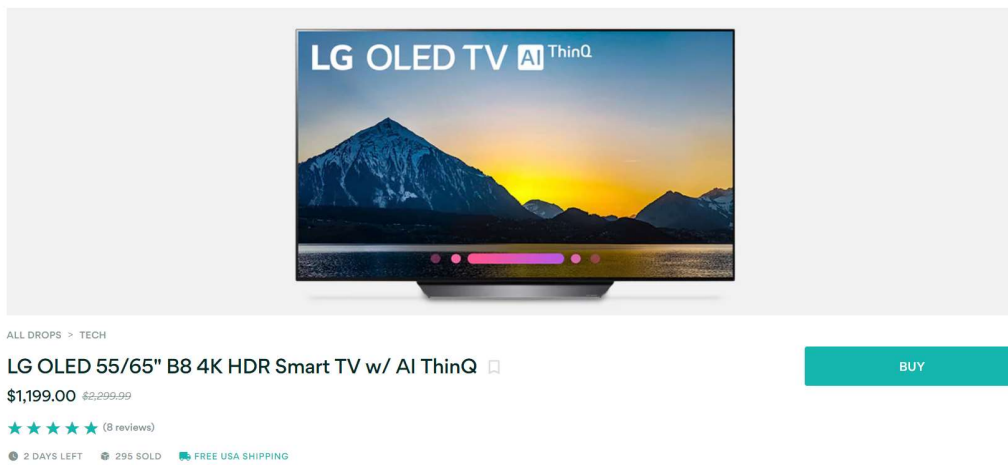 LG OLED TV AI ThinQ
ALL DROPS > TECH
LG OLED 55/65" B8 4K HDR Smart TV w/ AI ThinQ
BUY
$1,199.00 $2,299.99
(8 reviews)
2 DAYS LEFT 295 SOLD FREE USA SHIPPING